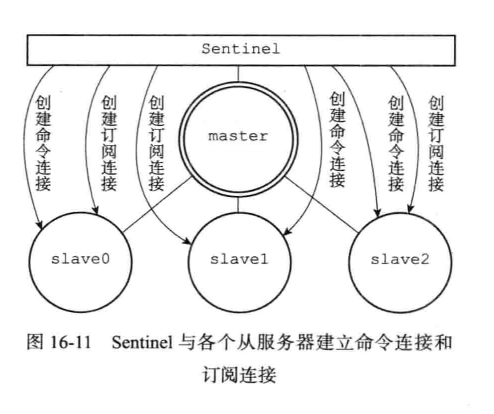 Sentinel
创建命令连接
创建订阅连接
创建订阅连接
创建命令连接
创建命令连接
创建订阅连接
master
slave0
slave1
slave2
图 16-11 Sentinel 与各个从服务器建立命令连接和
订阅连接